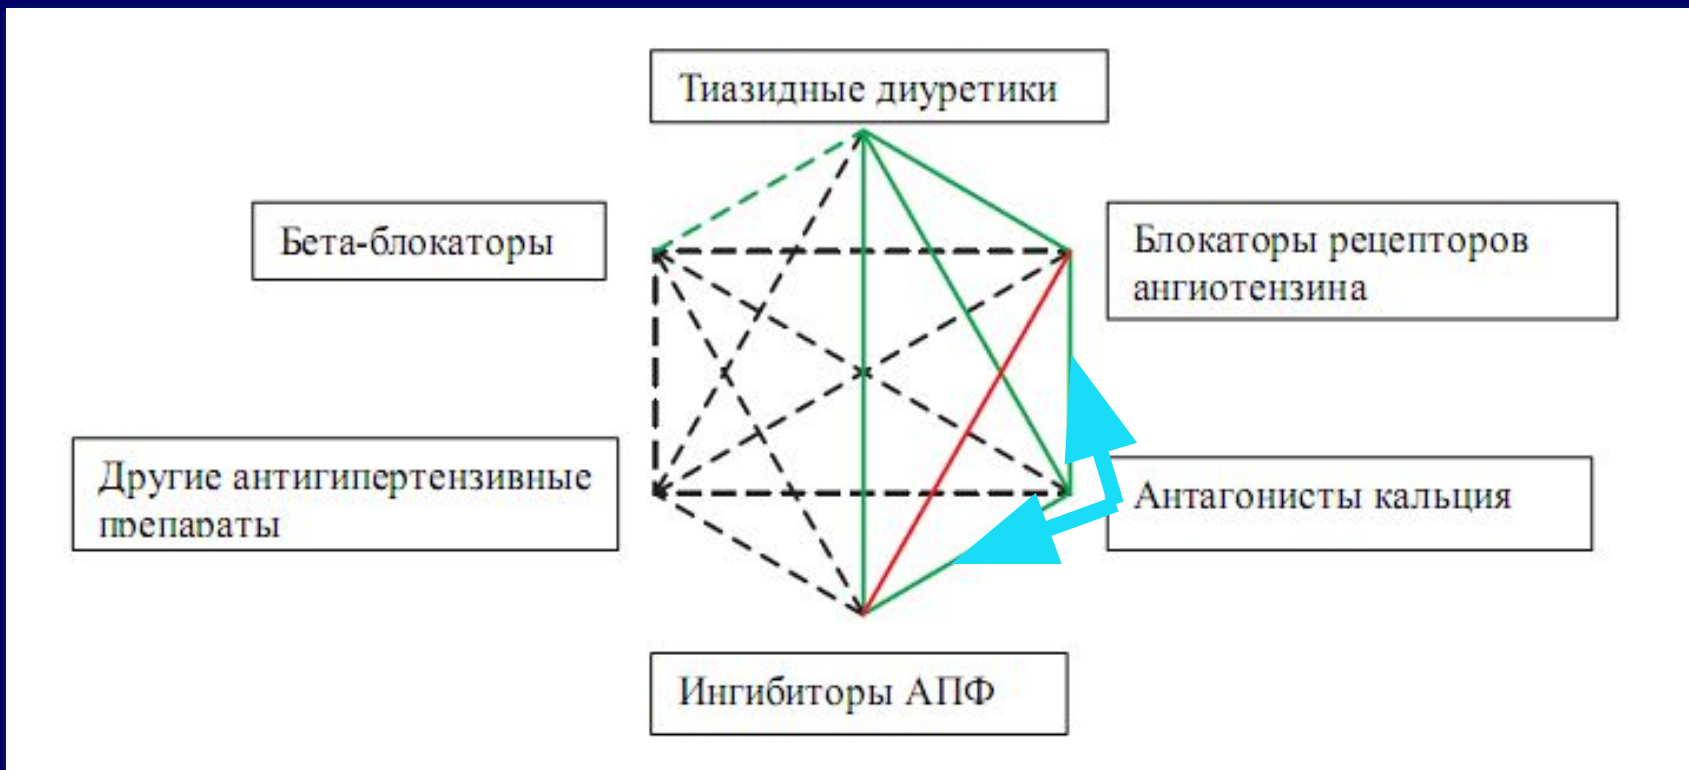 Тиазидные диуретики
Бета-блокаторы
Блокаторы рецепторов
ангиотензина
Другие антигипертензивные
препараты
Антагонисты кальция
Ингибиторы АПФ